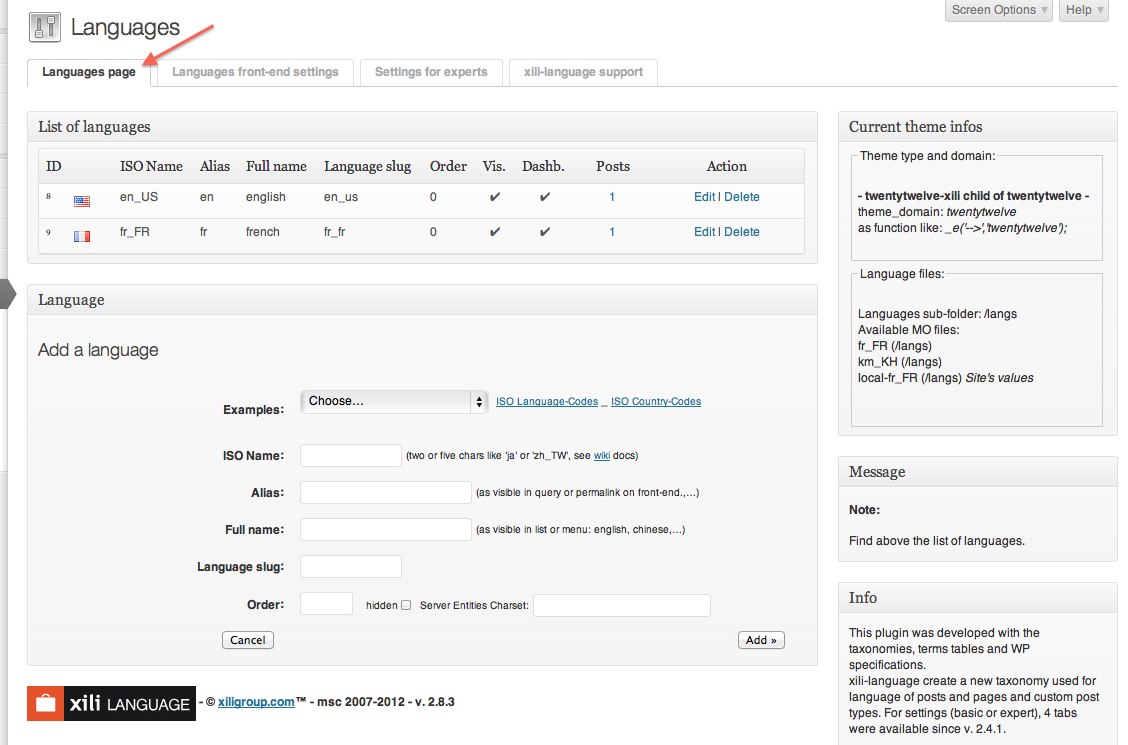 Screen Options ▼ Help ▼
Languages
Languages page Languages front-end settings Settings for experts xili-language support
List of languages
ID ISO Name Alias Full name Language slug Order Vis. Dashb. Posts Action
8 en_US en english en_us 0 ✔ ✔ 1 Edit | Delete
9 fr_FR fr french fr_fr 0 ✔ ✔ 1 Edit | Delete
Language
Add a language
Examples: Choose... ISO Language-Codes _ ISO Country-Codes
ISO Name: (two or five chars like 'ja' or 'zh_TW', see wiki docs)
Alias: (as visible in query or permalink on front-end.,...)
Full name: (as visible in list or menu: english, chinese,...)
Language slug:
Order: hidden Server Entities Charset:
Cancel Add »
xili LANGUAGE - © xiligroup.com™ - msc 2007-2012 - v. 2.8.3
Current theme infos
Theme type and domain:
- twentytwelve-xili child of twentytwelve -
theme_domain: twentytwelve
as function like: _e('-->','twentytwelve');
Language files:
Languages sub-folder: /langs
Available MO files:
fr_FR (/langs)
km_KH (/langs)
local-fr_FR (/langs) Site's values
Message
Note:
Find above the list of languages.
Info
This plugin was developed with the
taxonomies, terms tables and WP
specifications.
xili-language create a new taxonomy used for
language of posts and pages and custom post
types. For settings (basic or expert), 4 tabs
were available since v. 2.4.1.